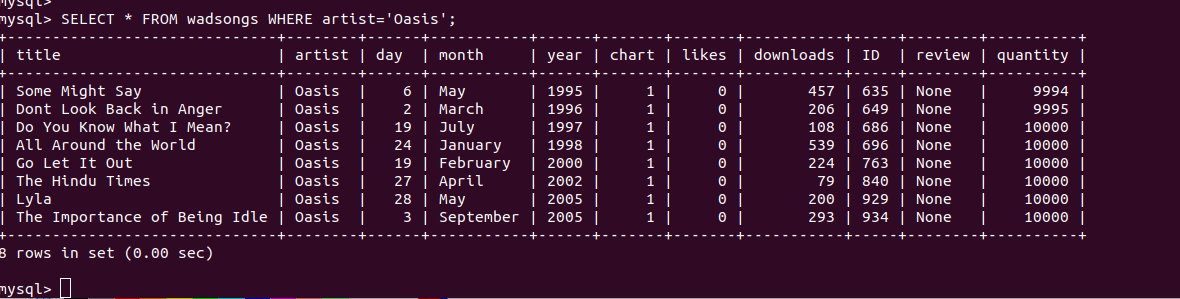 mysql>
mysql> SELECT * FROM wadsongs WHERE artist='Oasis';
+-----------------------------+--------+------+-----------+------+-------+-------+-----------+-----+--------+----------+
| title                       | artist | day  | month     | year | chart | likes | downloads | ID  | review | quantity |
+-----------------------------+--------+------+-----------+------+-------+-------+-----------+-----+--------+----------+
| Some Might Say              | Oasis  |    6 | May       | 1995 |     1 |     0 |       457 | 635 | None   |     9994 |
| Dont Look Back in Anger     | Oasis  |    2 | March     | 1996 |     1 |     0 |       206 | 649 | None   |     9995 |
| Do You Know What I Mean?    | Oasis  |   19 | July      | 1997 |     1 |     0 |       108 | 686 | None   |    10000 |
| All Around the World        | Oasis  |   24 | January   | 1998 |     1 |     0 |       539 | 696 | None   |    10000 |
| Go Let It Out               | Oasis  |   19 | February  | 2000 |     1 |     0 |       224 | 763 | None   |    10000 |
| The Hindu Times             | Oasis  |   27 | April     | 2002 |     1 |     0 |        79 | 840 | None   |    10000 |
| Lyla                        | Oasis  |   28 | May       | 2005 |     1 |     0 |       200 | 929 | None   |    10000 |
| The Importance of Being Idle | Oasis  |    3 | September | 2005 |     1 |     0 |       293 | 934 | None   |    10000 |
+-----------------------------+--------+------+-----------+------+-------+-------+-----------+-----+--------+----------+
8 rows in set (0.00 sec)
mysql>